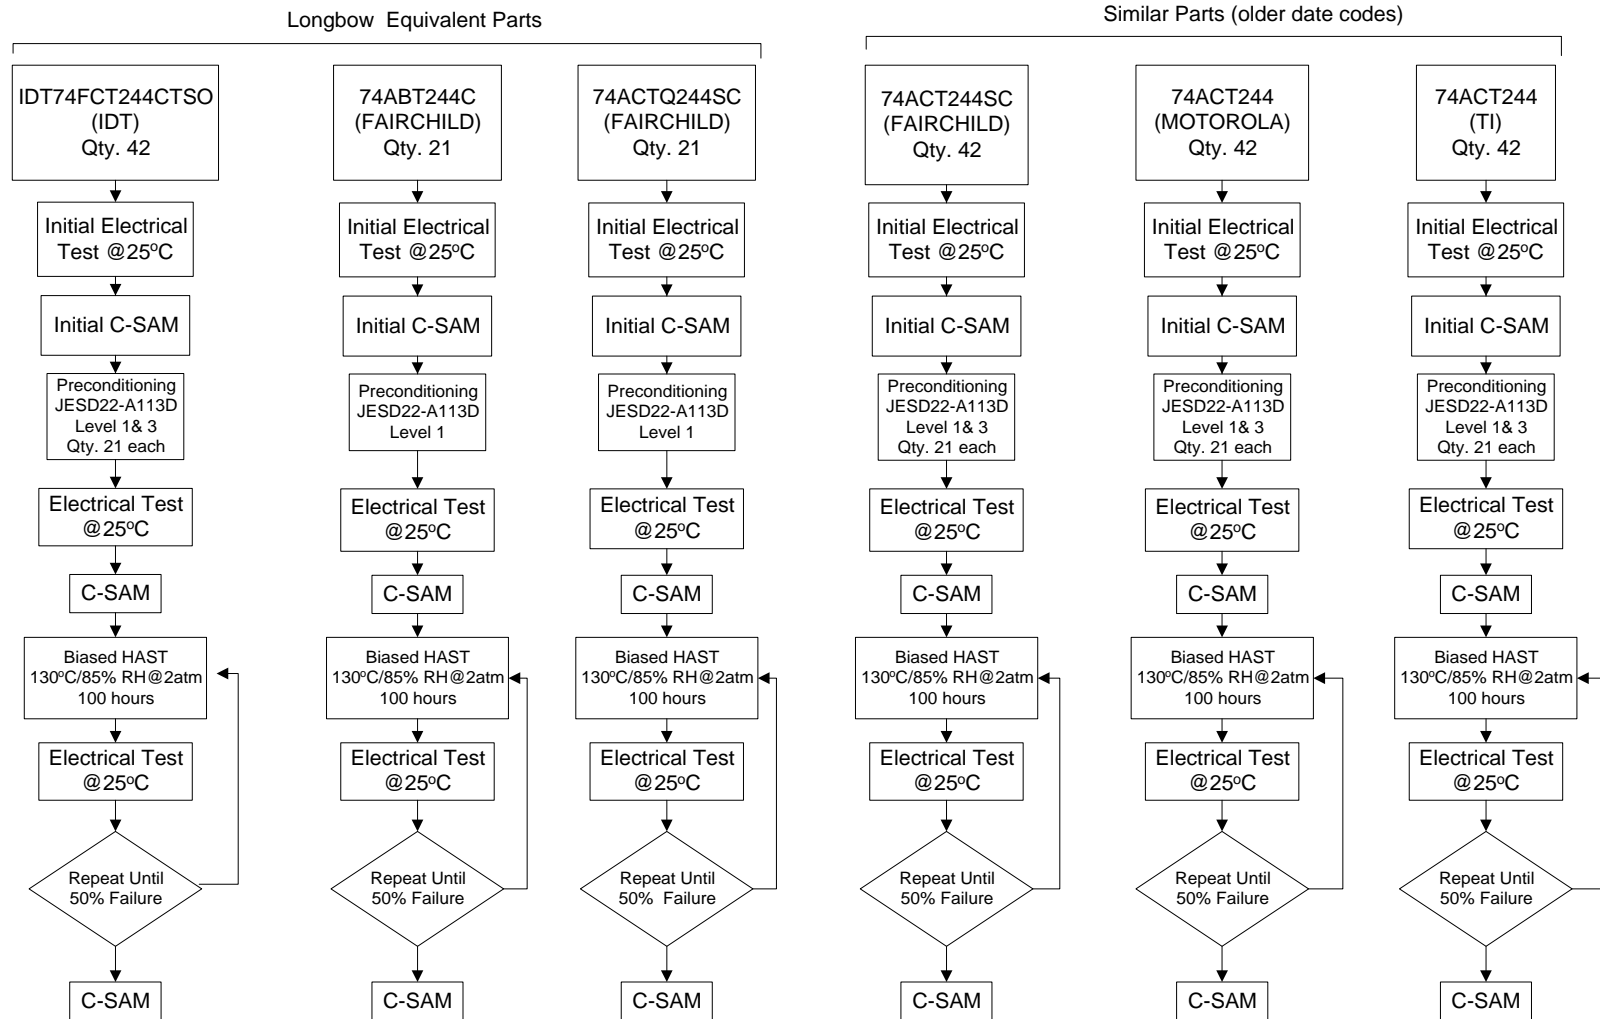 Longbow Equivalent Parts
IDT74FCT244CTSO
(IDT)
Qty. 42
Initial Electrical
Test @25ºC
Initial C-SAM
Preconditioning
JESD22-A113D
Level 1& 3
Qty. 21 each
Electrical Test
@25ºC
C-SAM
Biased HAST
130ºC/85% RH@2atm
100 hours
Electrical Test
@25ºC
Repeat Until
50% Failure
C-SAM
74ABT244C
(FAIRCHILD)
Qty. 21
Initial Electrical
Test @25ºC
Initial C-SAM
Preconditioning
JESD22-A113D
Level 1
Electrical Test
@25ºC
C-SAM
Biased HAST
130ºC/85% RH@2atm
100 hours
Electrical Test
@25ºC
Repeat Until
50% Failure
C-SAM
74ACTQ244SC
(FAIRCHILD)
Qty. 21
Initial Electrical
Test @25ºC
Initial C-SAM
Preconditioning
JESD22-A113D
Level 1
Electrical Test
@25ºC
C-SAM
Biased HAST
130ºC/85% RH@2atm
100 hours
Electrical Test
@25ºC
Repeat Until
50% Failure
C-SAM
Similar Parts (older date codes)
74ACT244SC
(FAIRCHILD)
Qty. 42
Initial Electrical
Test @25ºC
Initial C-SAM
Preconditioning
JESD22-A113D
Level 1& 3
Qty. 21 each
Electrical Test
@25ºC
C-SAM
Biased HAST
130ºC/85% RH@2atm
100 hours
Electrical Test
@25ºC
Repeat Until
50% Failure
C-SAM
74ACT244
(MOTOROLA)
Qty. 42
Initial Electrical
Test @25ºC
Initial C-SAM
Preconditioning
JESD22-A113D
Level 1& 3
Qty. 21 each
Electrical Test
@25ºC
C-SAM
Biased HAST
130ºC/85% RH@2atm
100 hours
Electrical Test
@25ºC
Repeat Until
50% Failure
C-SAM
74ACT244
(TI)
Qty. 42
Initial Electrical
Test @25ºC
Initial C-SAM
Preconditioning
JESD22-A113D
Level 1& 3
Qty. 21 each
Electrical Test
@25ºC
C-SAM
Biased HAST
130ºC/85% RH@2atm
100 hours
Electrical Test
@25ºC
Repeat Until
50% Failure
C-SAM